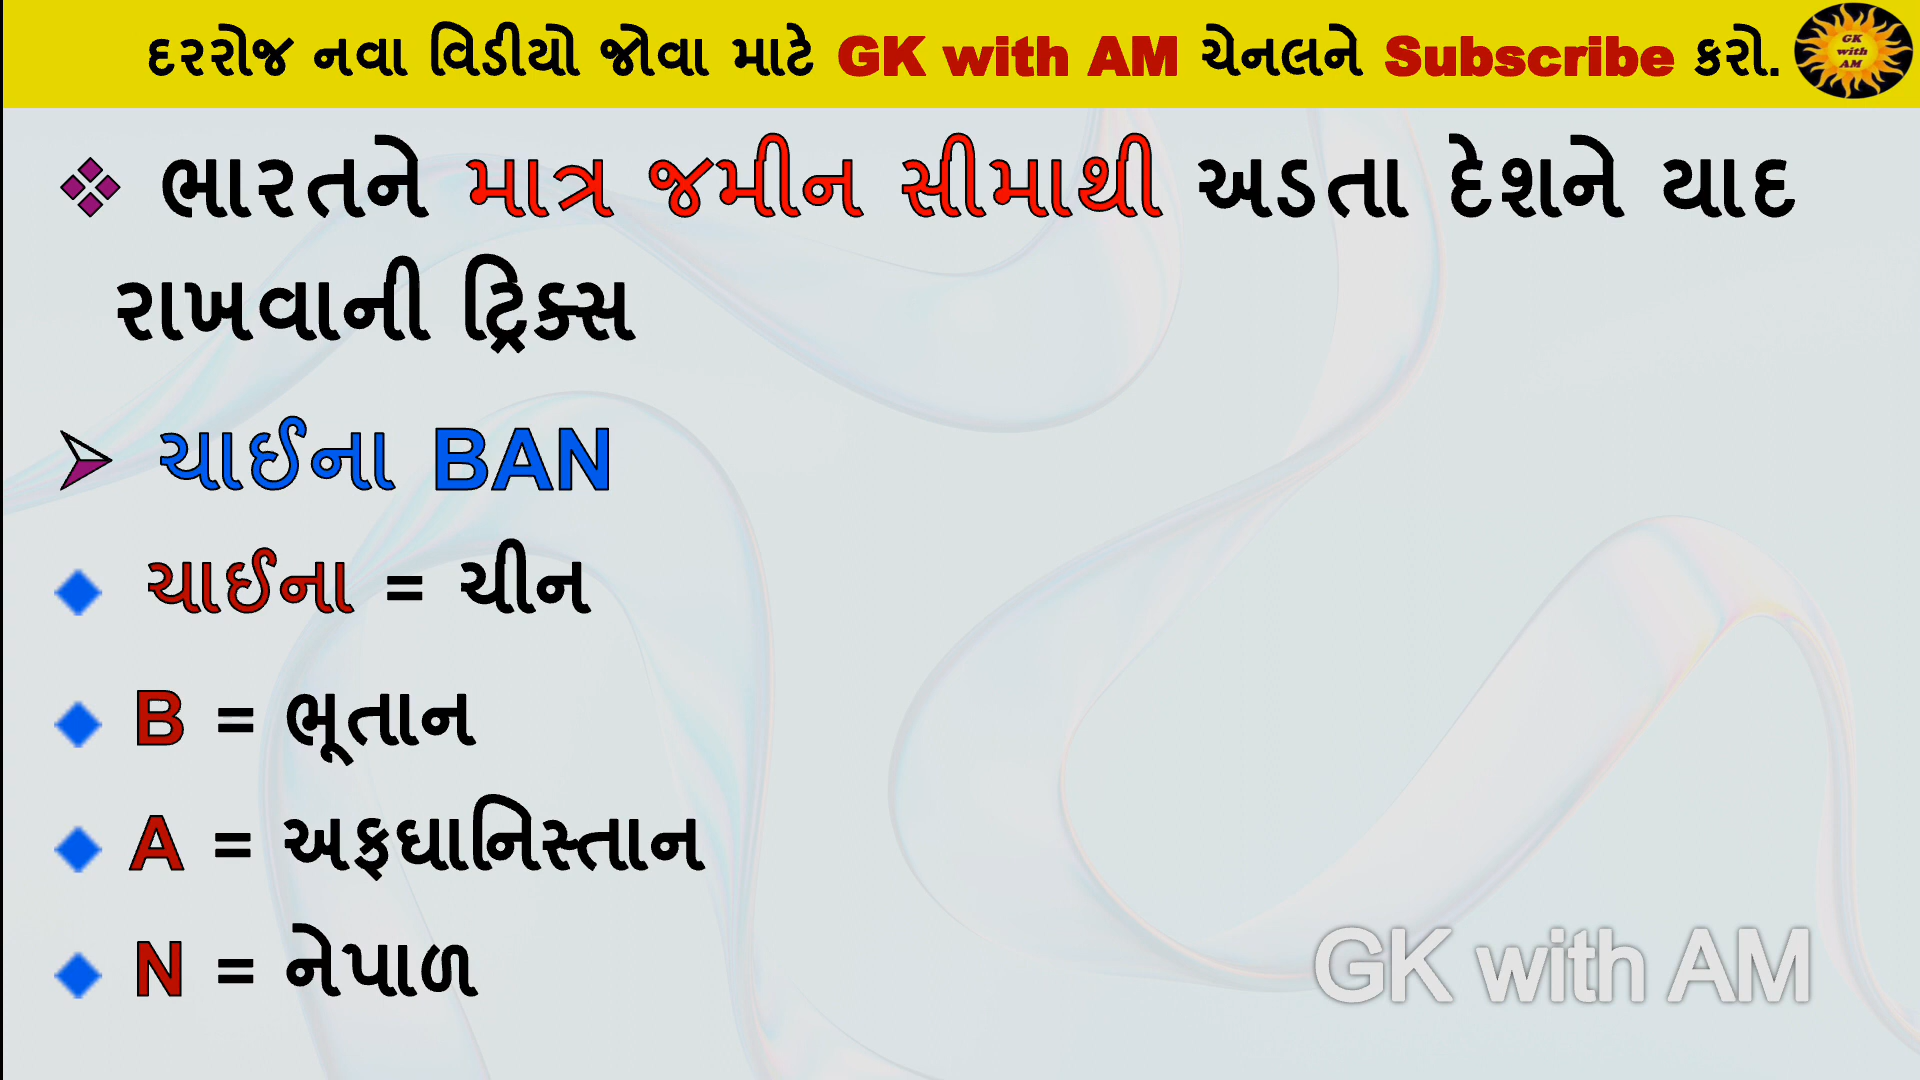 દરરોજ નવા વિડીયો જોવા માટે GK with AM ચેનલને Subscribe કરો.
GK
with
AM
ભારતને માત્ર જમીન સીમાથી અડતા દેશને યાદ
રાખવાની ટ્રિક્સ
ચાઈના BAN
ચાઈના = ચીન
B = ભૂતાન
A = અફઘાનિસ્તાન
N = નેપાળ
GK with AM